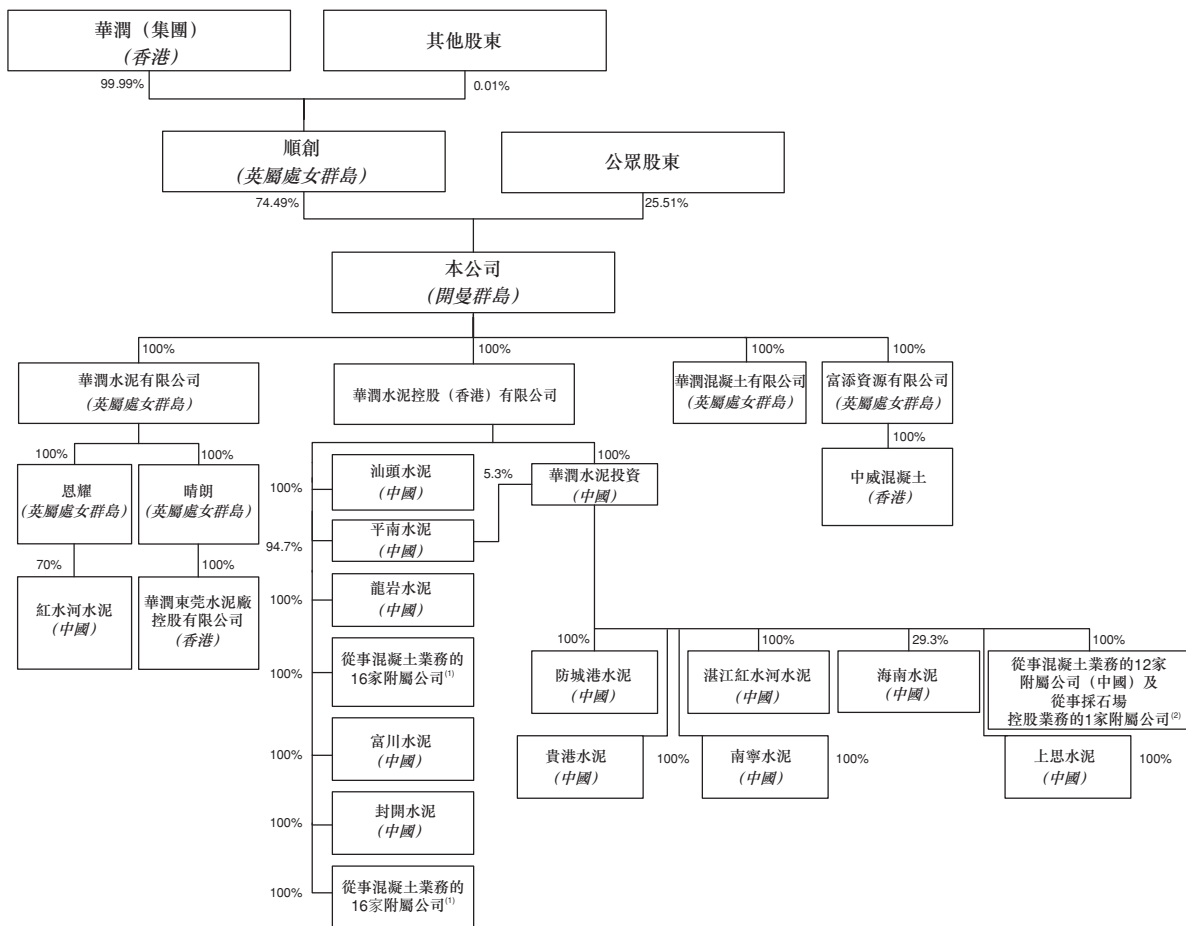 華潤（集團）
（香港）
其他股東
99.99%
0.01%
順創
（英屬處女群島）
公眾股東
74.49%
25.51%
本公司
（開曼群島）
100%
100%
100%
100%
華潤水泥有限公司
（英屬處女群島）
華潤水泥控股（香港）有限公司
華潤混凝土有限公司
（英屬處女群島）
富添資源有限公司
（英屬處女群島）
100%
100%
100%
100%
恩耀
（英屬處女群島）
晴朗
（英屬處女群島）
100%
汕頭水泥
（中國）
5.3%
華潤水泥投資
（中國）
中威混凝土
（香港）
94.7%
平南水泥
（中國）
70%
100%
紅水河水泥
（中國）
華潤東莞水泥廠
控股有限公司
（香港）
100%
龍岩水泥
（中國）
100%
從事混凝土業務的
16家附屬公司(1)
100%
100%
29.3%
100%
防城港水泥
（中國）
湛江紅水河水泥
（中國）
海南水泥
（中國）
從事混凝土業務的12家
附屬公司（中國）及
從事採石場
控股業務的1家附屬公司(2)
100%
富川水泥
（中國）
貴港水泥
（中國）
100%
南寧水泥
（中國）
100%
上思水泥
（中國）
100%
100%
封開水泥
（中國）
100%
從事混凝土業務的
16家附屬公司(1)